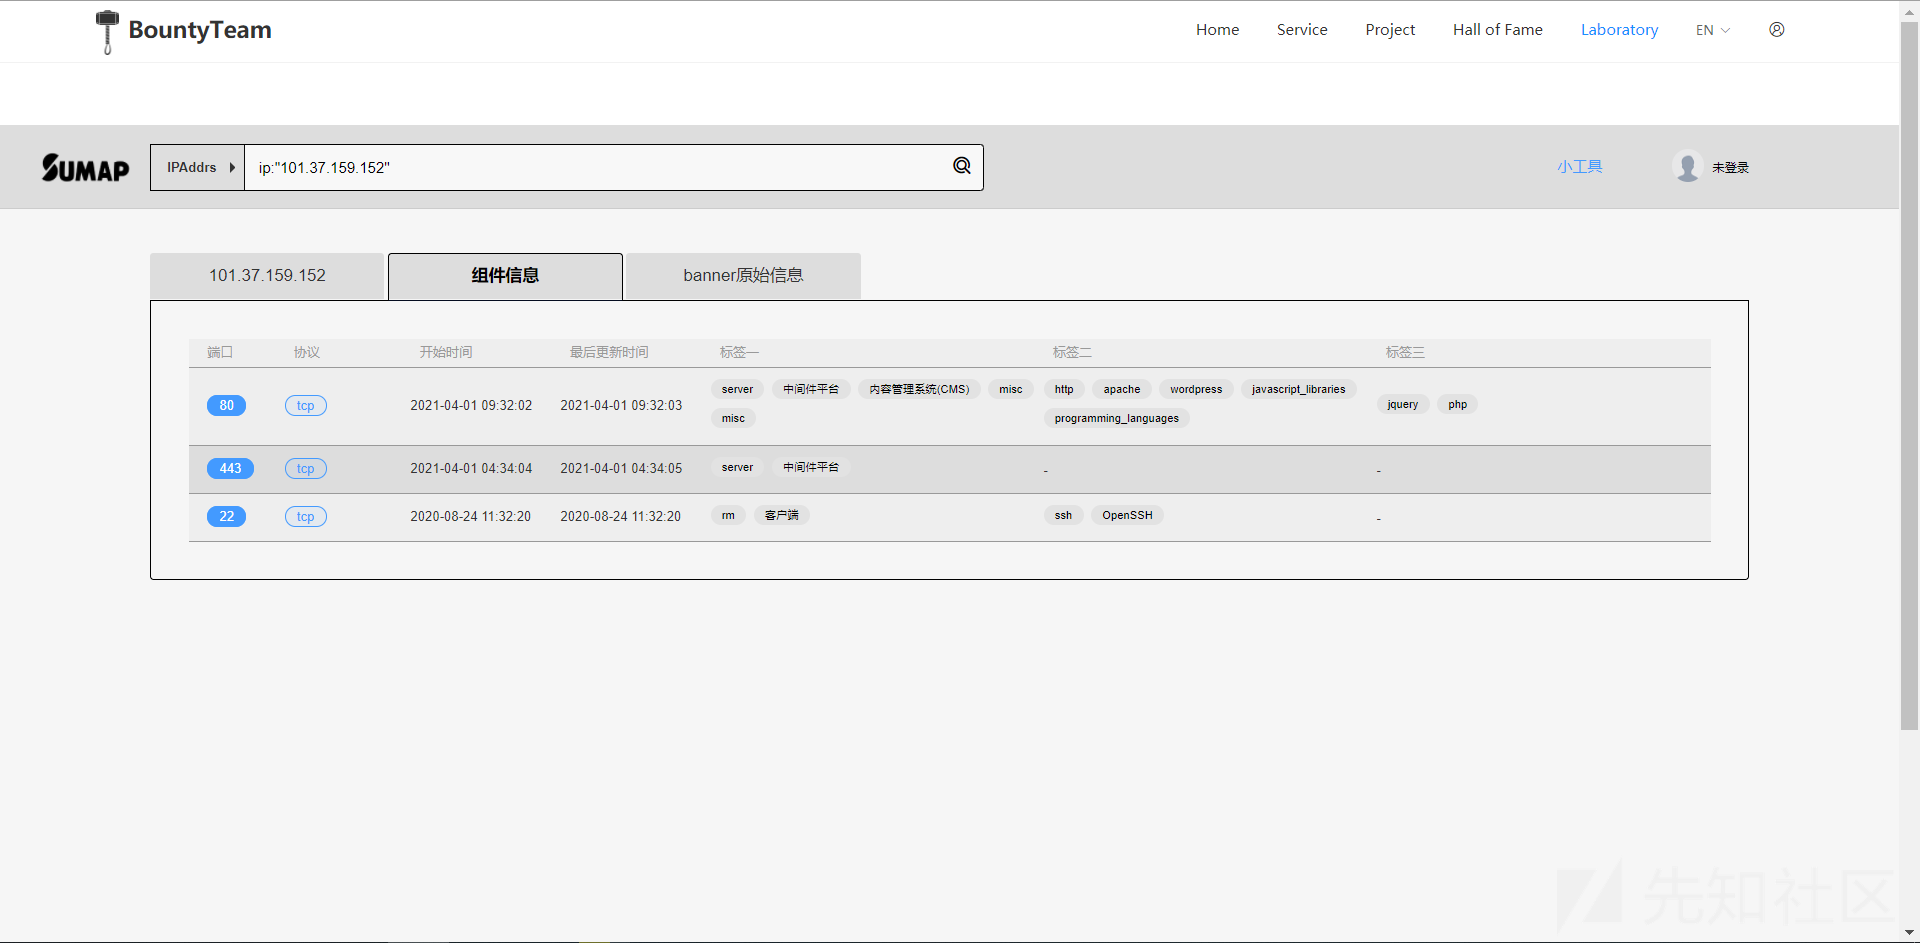 BountyTeam Home Service Project Hall of Fame Laboratory EN
SUMAP IPAddrs ip:"101.37.159.152" 小工具 未登录
101.37.159.152 组件信息 banner原始信息
端口 协议 开始时间 最后更新时间 标签一 标签二 标签三
80 tcp 2021-04-01 09:32:02 2021-04-01 09:32:03 server 中间件平台 内容管理系统(CMS) misc http apache wordpress javascript_libraries jquery php
misc programming_languages
443 tcp 2021-04-01 04:34:04 2021-04-01 04:34:05 server 中间件平台 - -
22 tcp 2020-08-24 11:32:20 2020-08-24 11:32:20 rm 客户端 ssh OpenSSH -
先知社区